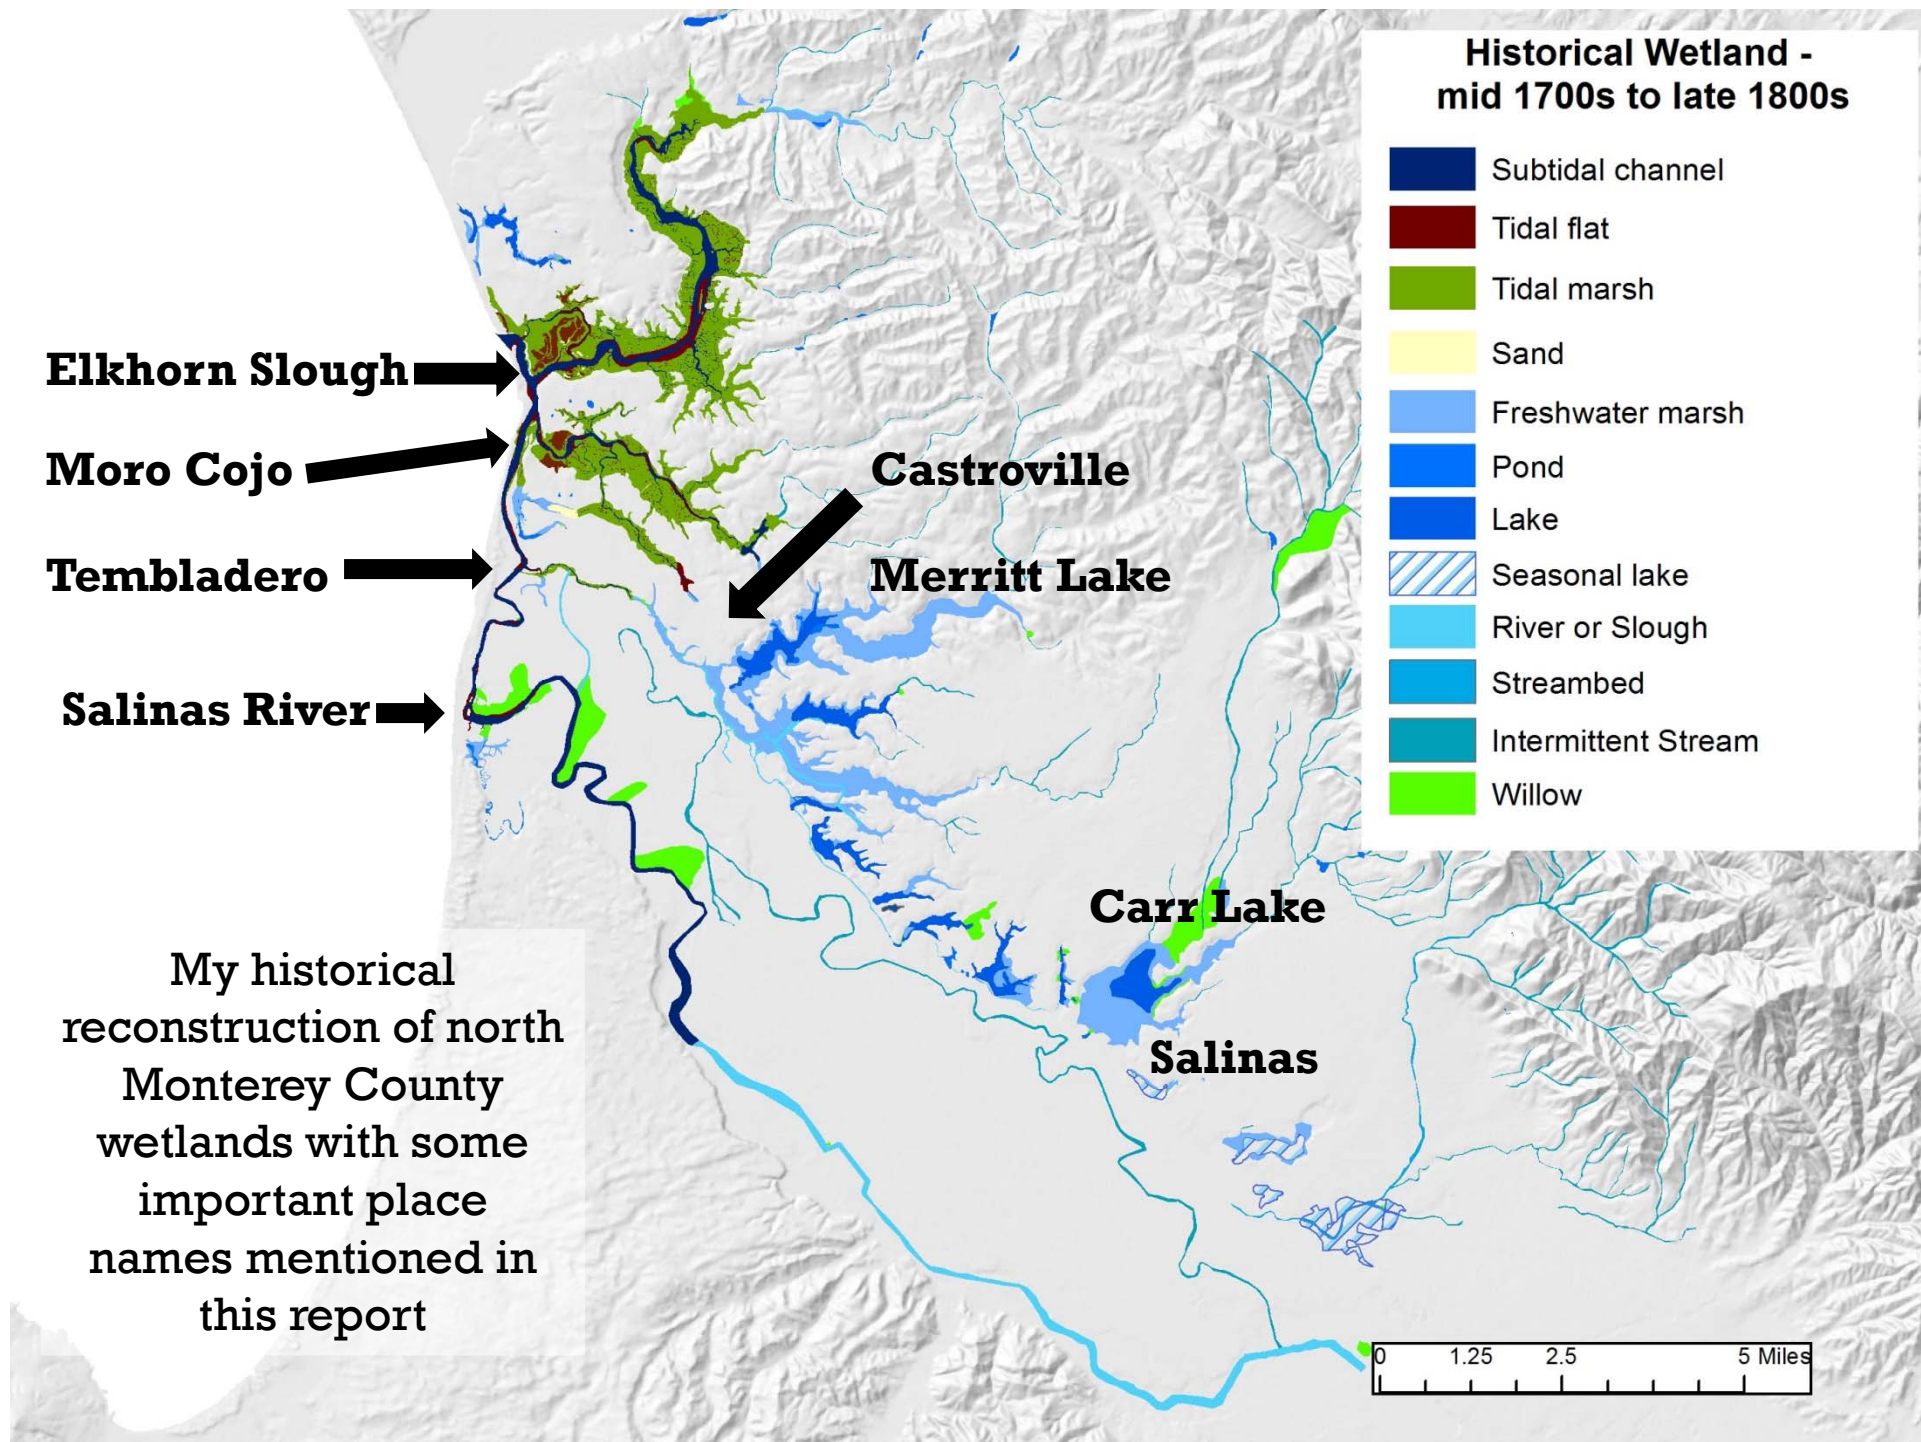 Historical Wetland -
mid 1700s to late 1800s
Subtidal channel
Tidal flat
Tidal marsh
Sand
Freshwater marsh
Pond
Lake
Seasonal lake
River or Slough
Streambed
Intermittent Stream
Willow
Elkhorn Slough
Moro Cojo
Tembladero
Salinas River
Castroville
Merritt Lake
Carr Lake
Salinas
My historical
reconstruction of north
Monterey County
wetlands with some
important place
names mentioned in
this report
0 1.25 2.5 5 Miles